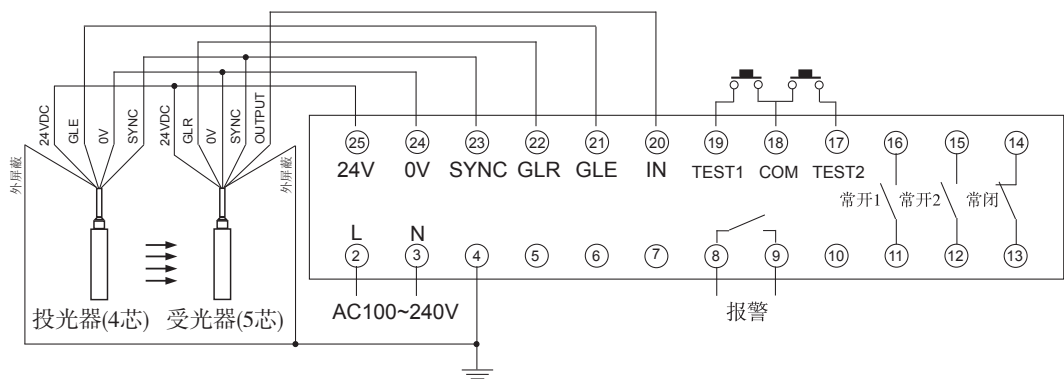 24VDC
GLE
0V
SYNC
24VDC
GLR
0V
SYNC
OUTPUT
外屏蔽
外屏蔽
投光器(4芯)
受光器(5芯)
25 24 23 22 21 20 19 18 17 16 15 14
24V 0V SYNC GLR GLE IN TEST1 COM TEST2
常开1 常开2 常闭
L N
2 3 4 5 6 7 8 9 10 11 12 13
AC100~240V
报警